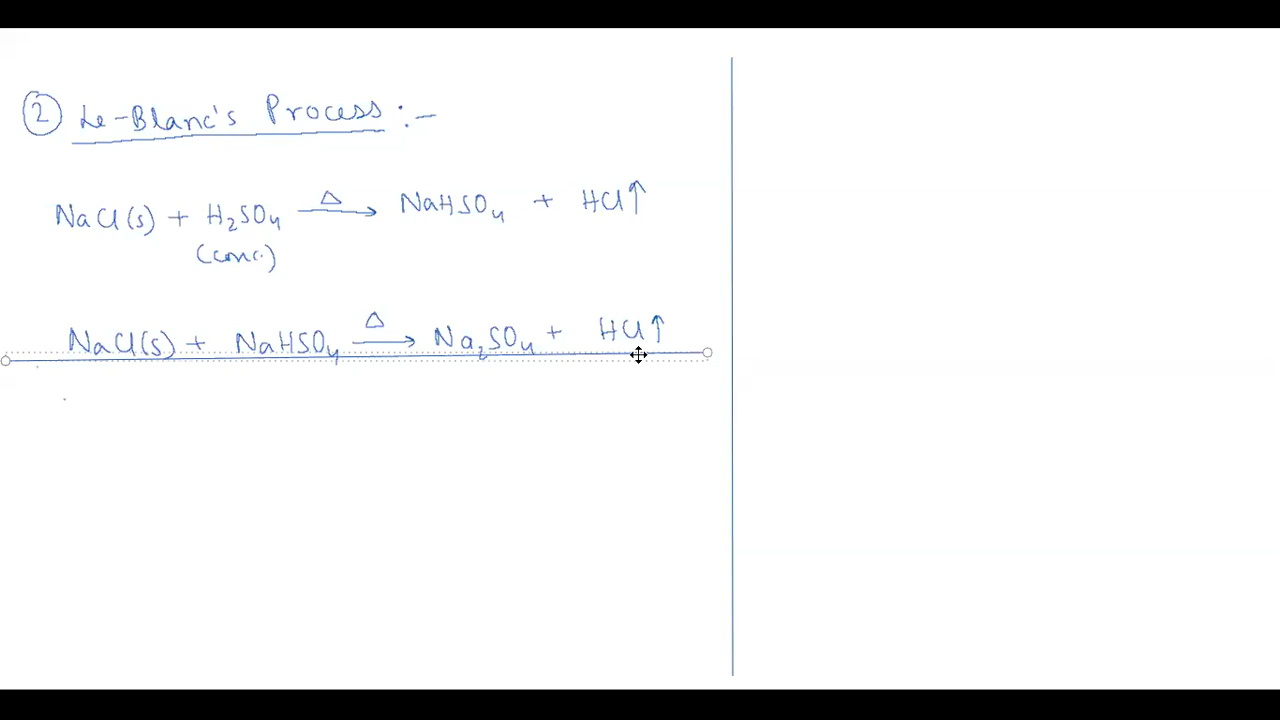 ② Le-Blanc's Process :-
NaCl(s) + H₂SO₄ —Δ→ NaHSO₄ + HCl↑
(conc.)
NaCl(s) + NaHSO₄ —Δ→ Na₂SO₄ + HCl↑